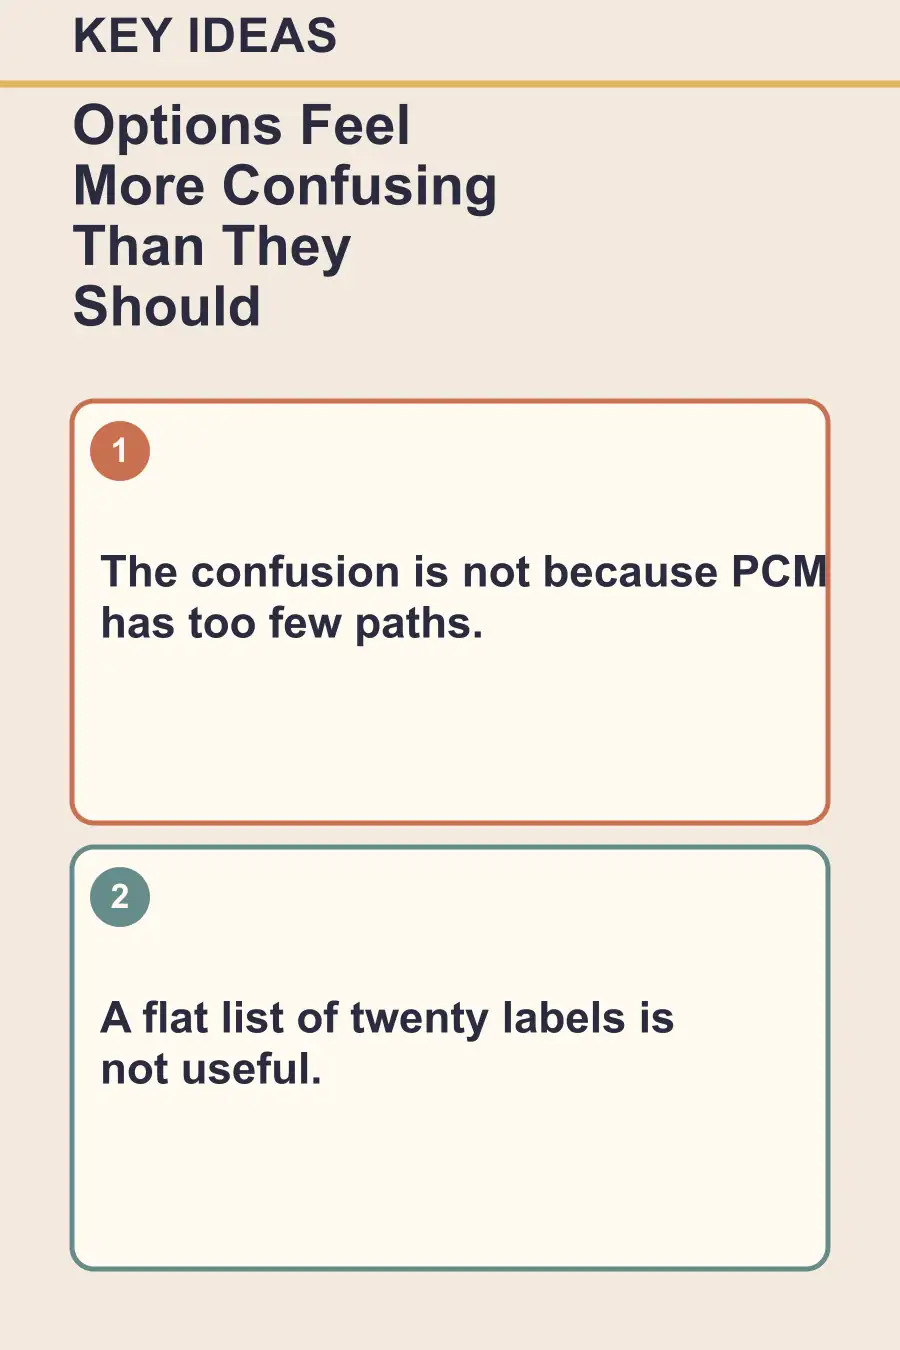 KEY IDEAS
Options Feel
More Confusing
Than They
Should
1
The confusion is not because PCM
has too few paths.
2
A flat list of twenty labels is
not useful.